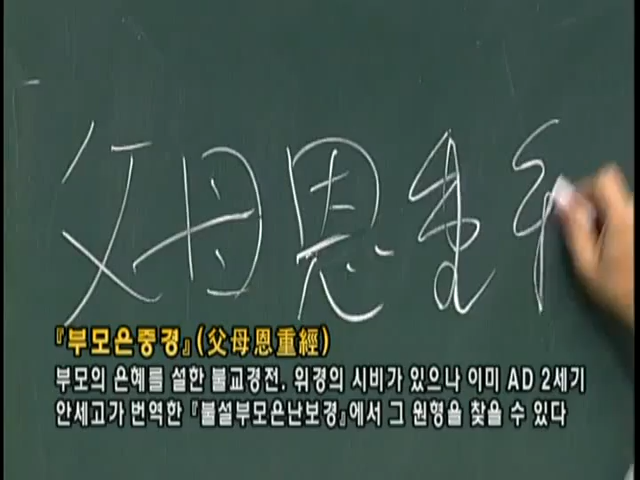 父母恩重
『부모은중경』(父母恩重經)
부모의 은혜를 설한 불교경전. 위경의 시비가 있으나 이미 AD 2세기
안세고가 번역한 『불설부모은난보경』에서 그 원형을 찾을 수 있다